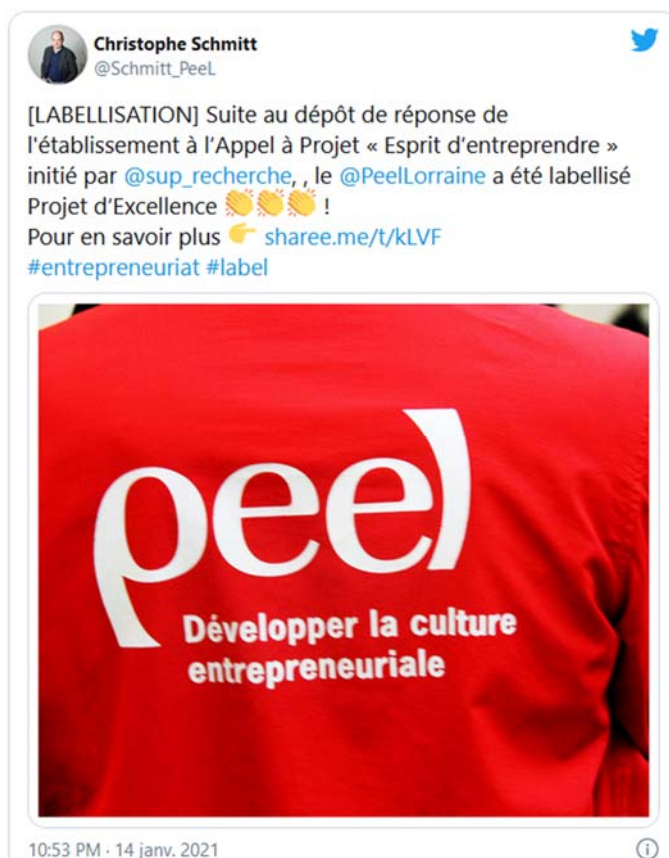 Christophe Schmitt
@Schmitt_PeeL
[LABELLISATION] Suite au dépôt de réponse de
l'établissement à l'Appel à Projet « Esprit d'entreprendre »
initié par @sup_recherche, , le @PeelLorraine a été labellisé
Projet d'Excellence 👏👏👏 !
Pour en savoir plus 👉 sharee.me/t/kLVF
#entrepreneuriat #label
peel
Développer la culture
entrepreneuriale
10:53 PM · 14 janv. 2021